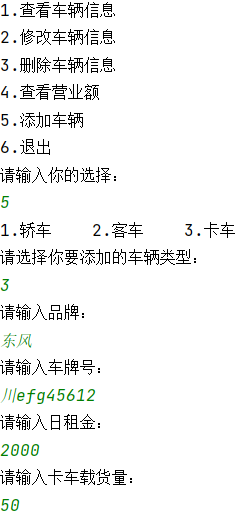 1.查看车辆信息
2.修改车辆信息
3.删除车辆信息
4.查看营业额
5.添加车辆
6.退出
请输入你的选择：
5
1.轿车    2.客车    3.卡车
请选择你要添加的车辆类型：
3
请输入品牌：
东风
请输入车牌号：
川efg45612
请输入日租金：
2000
请输入卡车载货量：
50